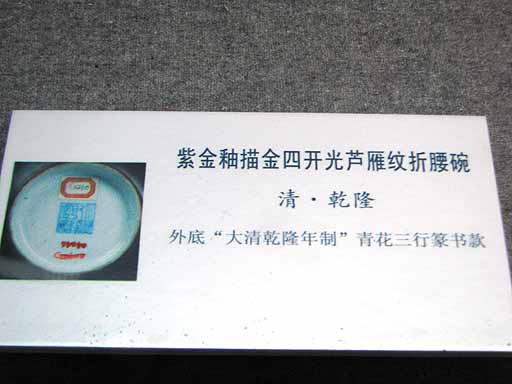 紫金釉描金四开光芦雁纹折腰碗
清·乾隆
外底“大清乾隆年制”青花三行篆书款